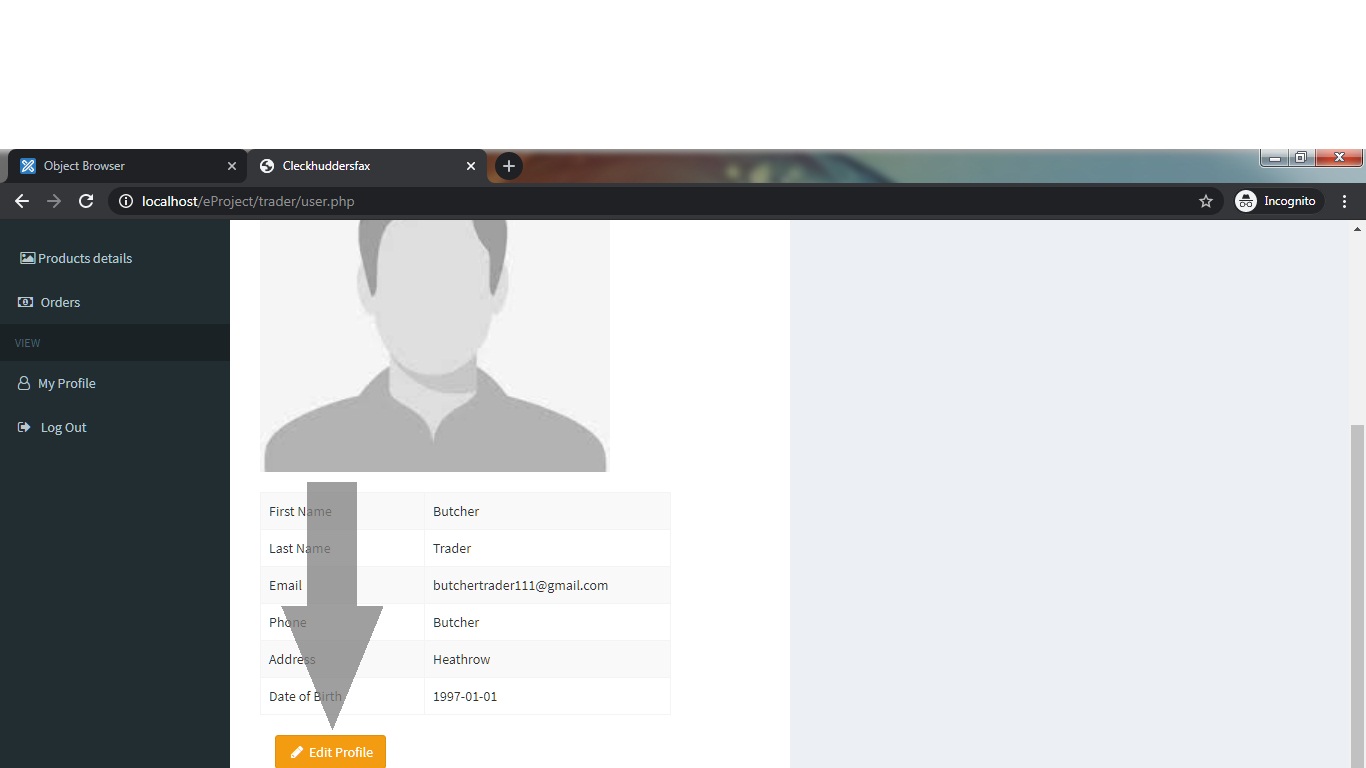 Object Browser
Cleckhuddersfax
localhost/eProject/trader/user.php
Incognito
Products details
Orders
VIEW
My Profile
Log Out
First Name Butcher
Last Name Trader
Email butchertrader111@gmail.com
Phone Butcher
Address Heathrow
Date of Birth 1997-01-01
Edit Profile